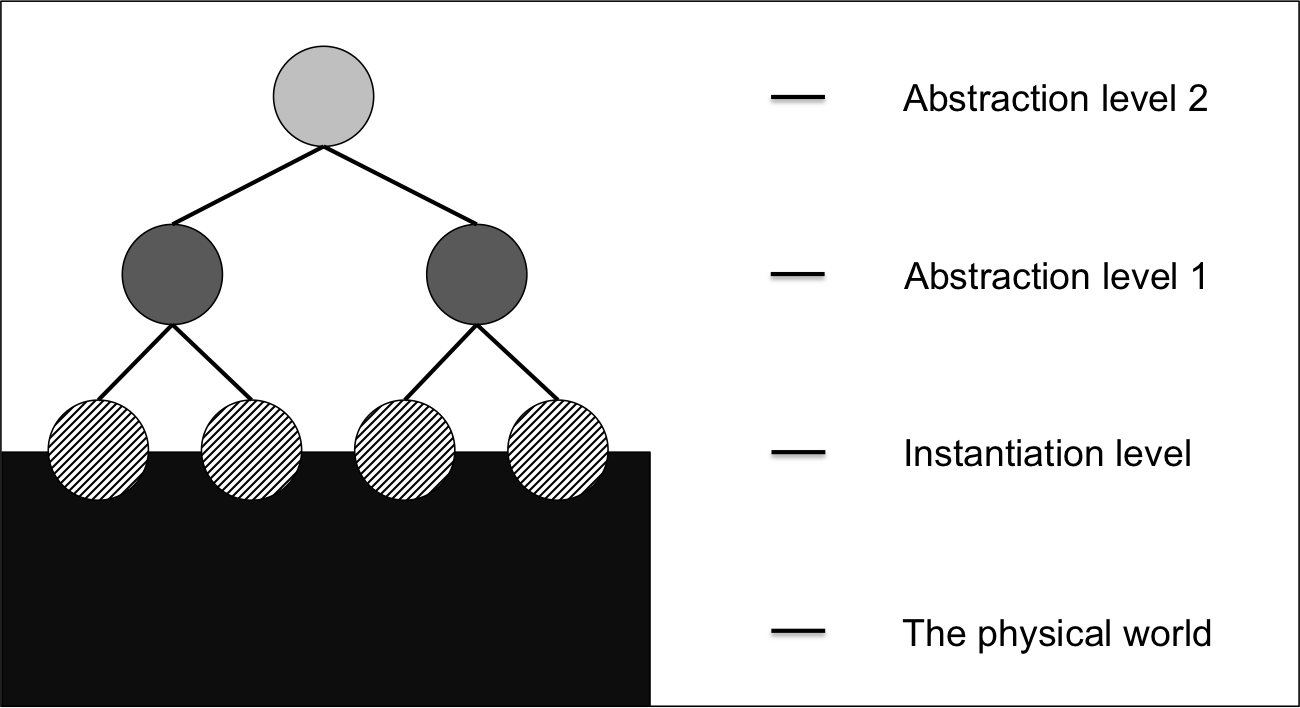 Abstraction level 2
Abstraction level 1
Instantiation level
The physical world